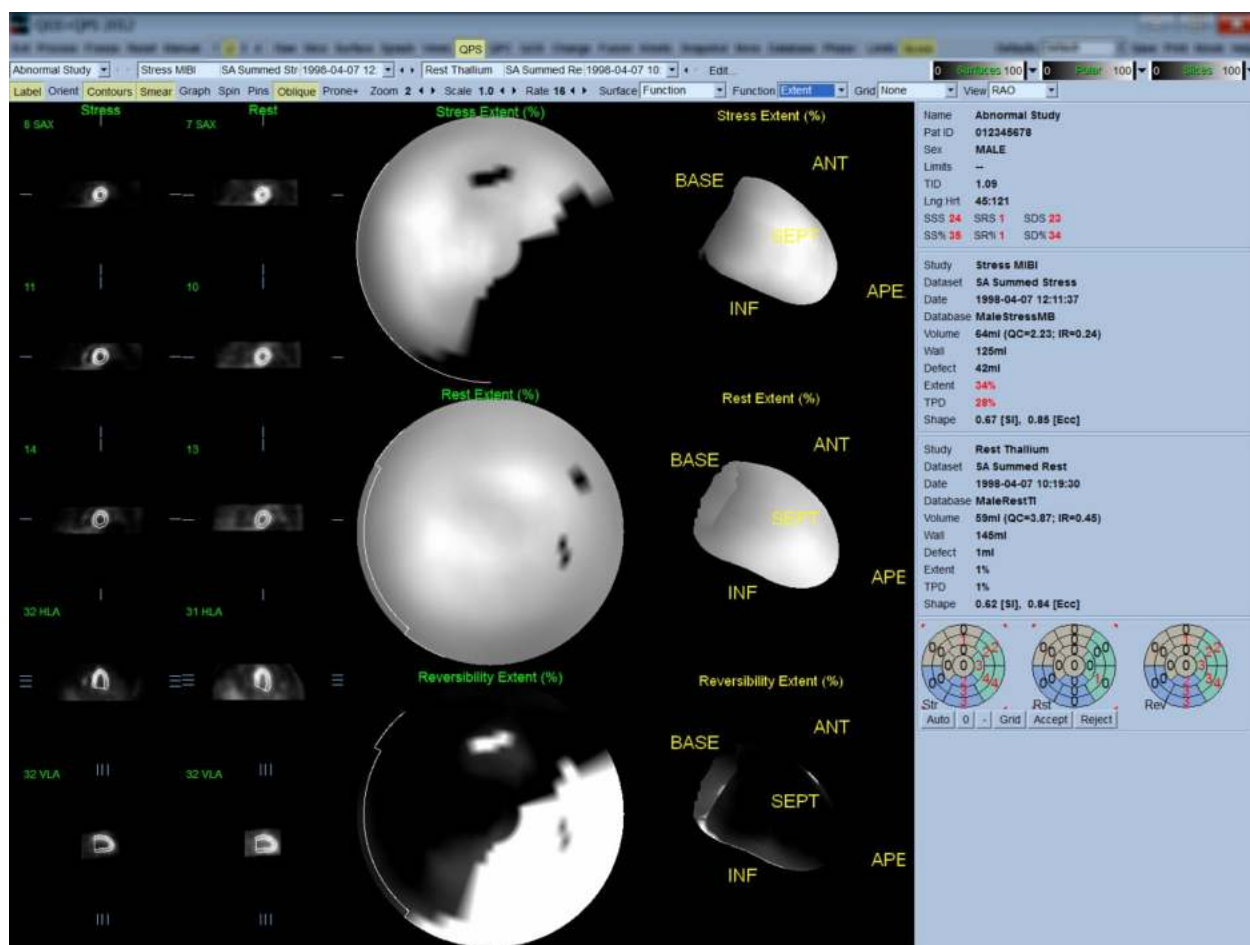 QPS
Abnormal Study Stress MIBI SA Summed Str 1998-04-07 12: Rest Thallium SA Summed Re 1998-04-07 10: Edit... 0 Surfaces 100 0 Polar 100 0 Slices 100
Label Orient Contours Smear Graph Spin Pins Oblique Prone+ Zoom 2 Scale 1.0 Rate 16 Surface Function Function Extent Grid None View RAO
Stress Rest
6 SAX 7 SAX
11 10
14 13
32 HLA 31 HLA
32 VLA 32 VLA
Stress Extent (%)
Rest Extent (%)
Reversibility Extent (%)
Stress Extent (%)
ANT
BASE
SEPT
APE
INF
Rest Extent (%)
ANT
BASE
SEPT
APE
INF
Reversibility Extent (%)
ANT
BASE
SEPT
APE
INF
Name Abnormal Study
Pat ID 012345678
Sex MALE
Limits --
TID 1.09
Lng:Hrt 45:121
SSS 24 SRS 1 SDS 23
SS% 35 SR% 1 SD% 34
Study Stress MIBI
Dataset SA Summed Stress
Date 1998-04-07 12:11:37
Database MaleStressMB
Volume 64ml (QC=2.23; IR=0.24)
Wall 125ml
Defect 42ml
Extent 34%
TPD 28%
Shape 0.67 [SI], 0.85 [Ecc]
Study Rest Thallium
Dataset SA Summed Rest
Date 1998-04-07 10:19:30
Database MaleRestTl
Volume 59ml (QC=3.87; IR=0.45)
Wall 145ml
Defect 1ml
Extent 1%
TPD 1%
Shape 0.62 [SI], 0.84 [Ecc]
Str Rst Rev
Auto 0 - Grid Accept Reject